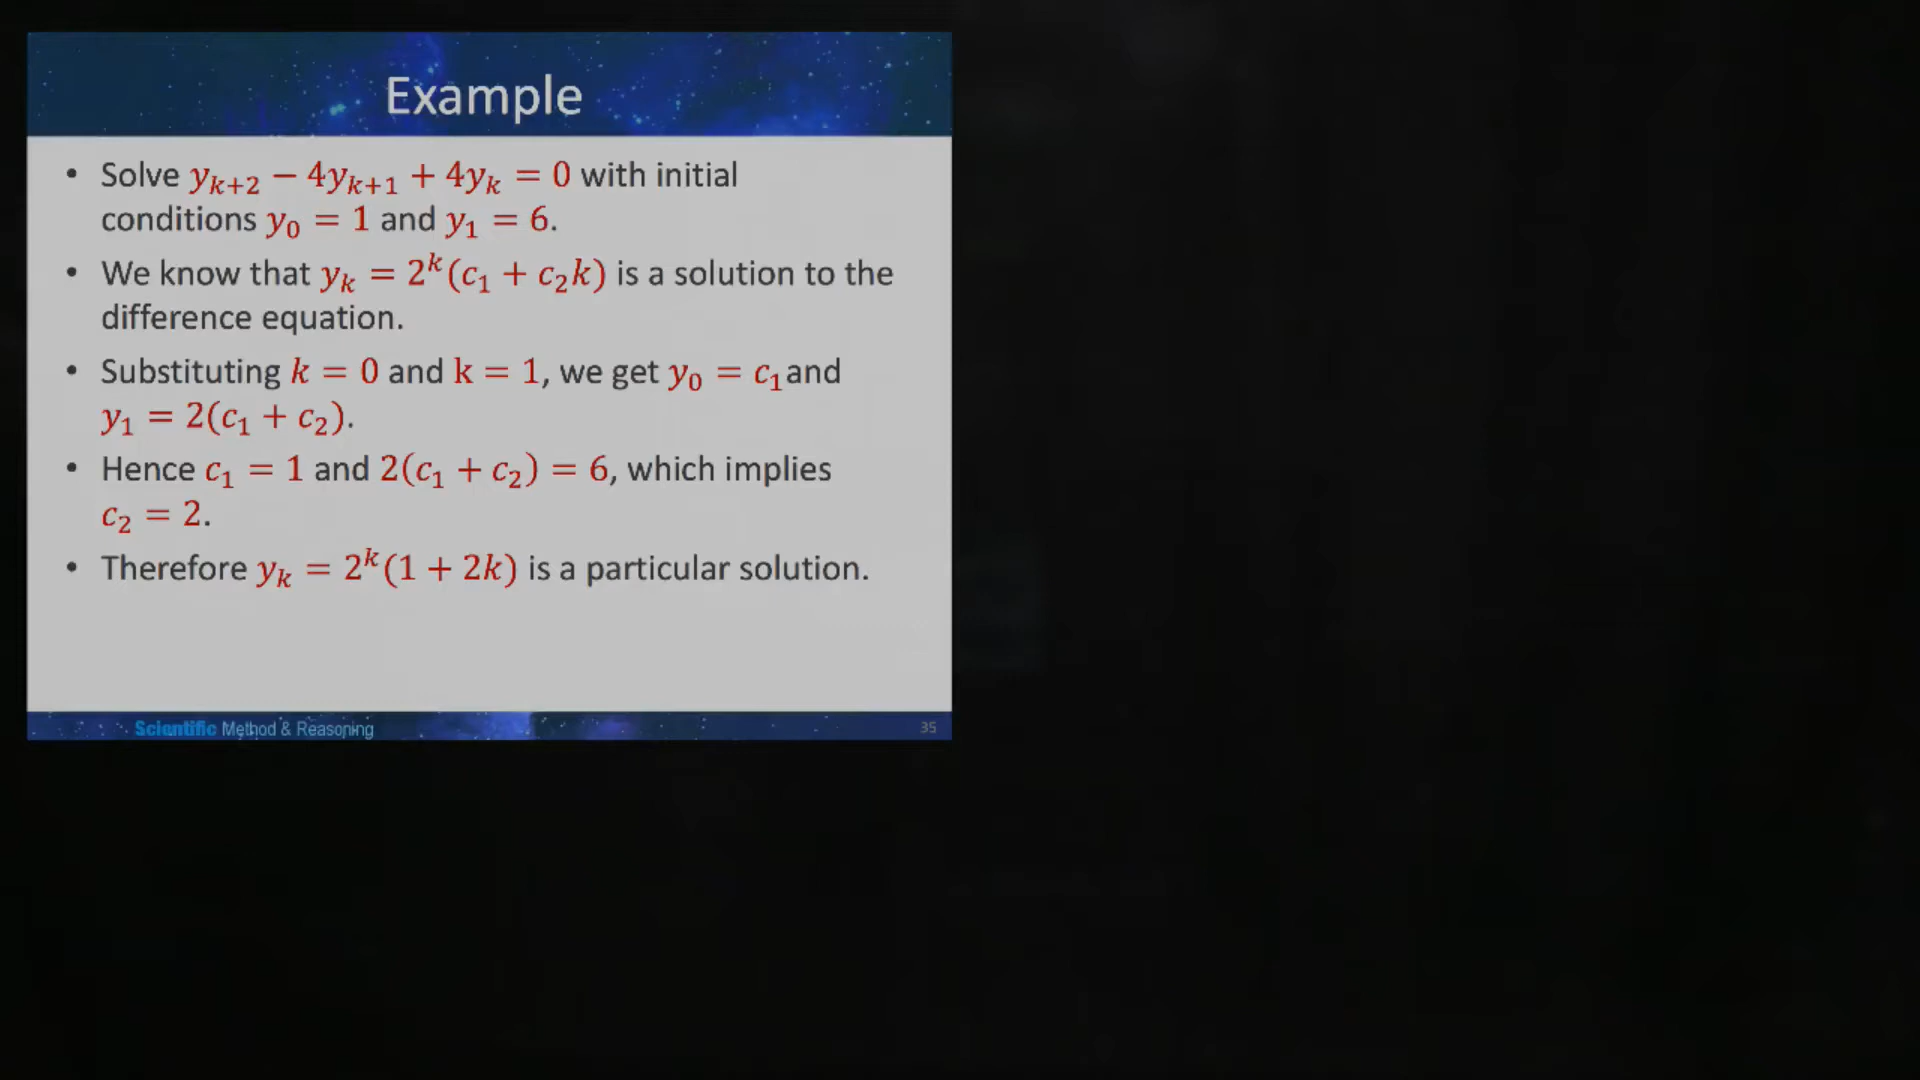 Example
• Solve y_{k+2} − 4y_{k+1} + 4y_k = 0 with initial
conditions y_0 = 1 and y_1 = 6.
• We know that y_k = 2^k(c_1 + c_2k) is a solution to the
difference equation.
• Substituting k = 0 and k = 1, we get y_0 = c_1and
y_1 = 2(c_1 + c_2).
• Hence c_1 = 1 and 2(c_1 + c_2) = 6, which implies
c_2 = 2.
• Therefore y_k = 2^k(1 + 2k) is a particular solution.
Scientific Method & Reasoning
35